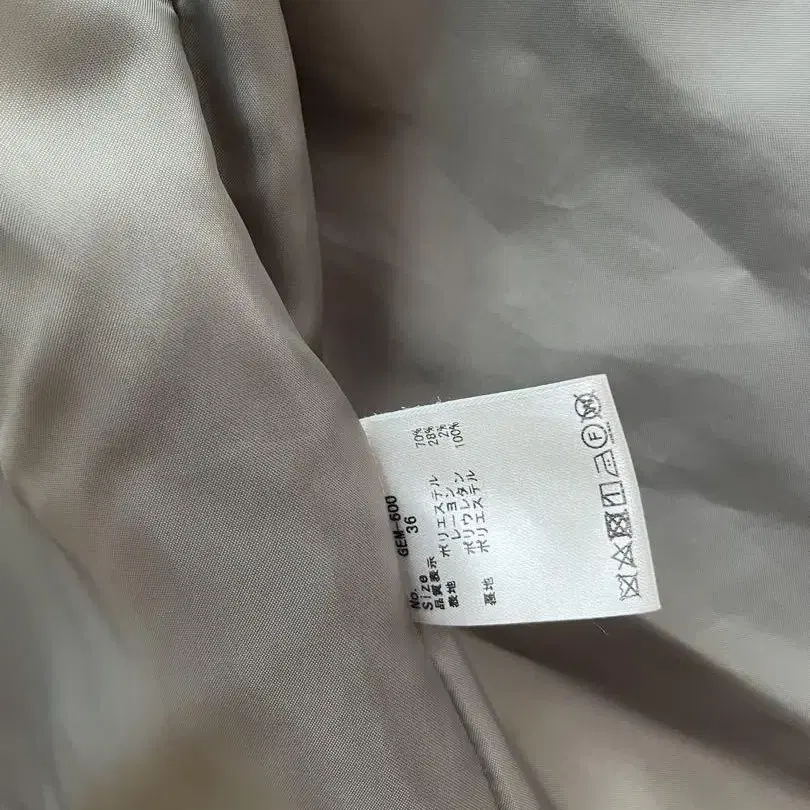 No. GEM-600
Size 36
品質表示
表地 ポリエステル 70%
レーヨン 28%
ポリウレタン 2%
裏地 ポリエステル 100%
F
W